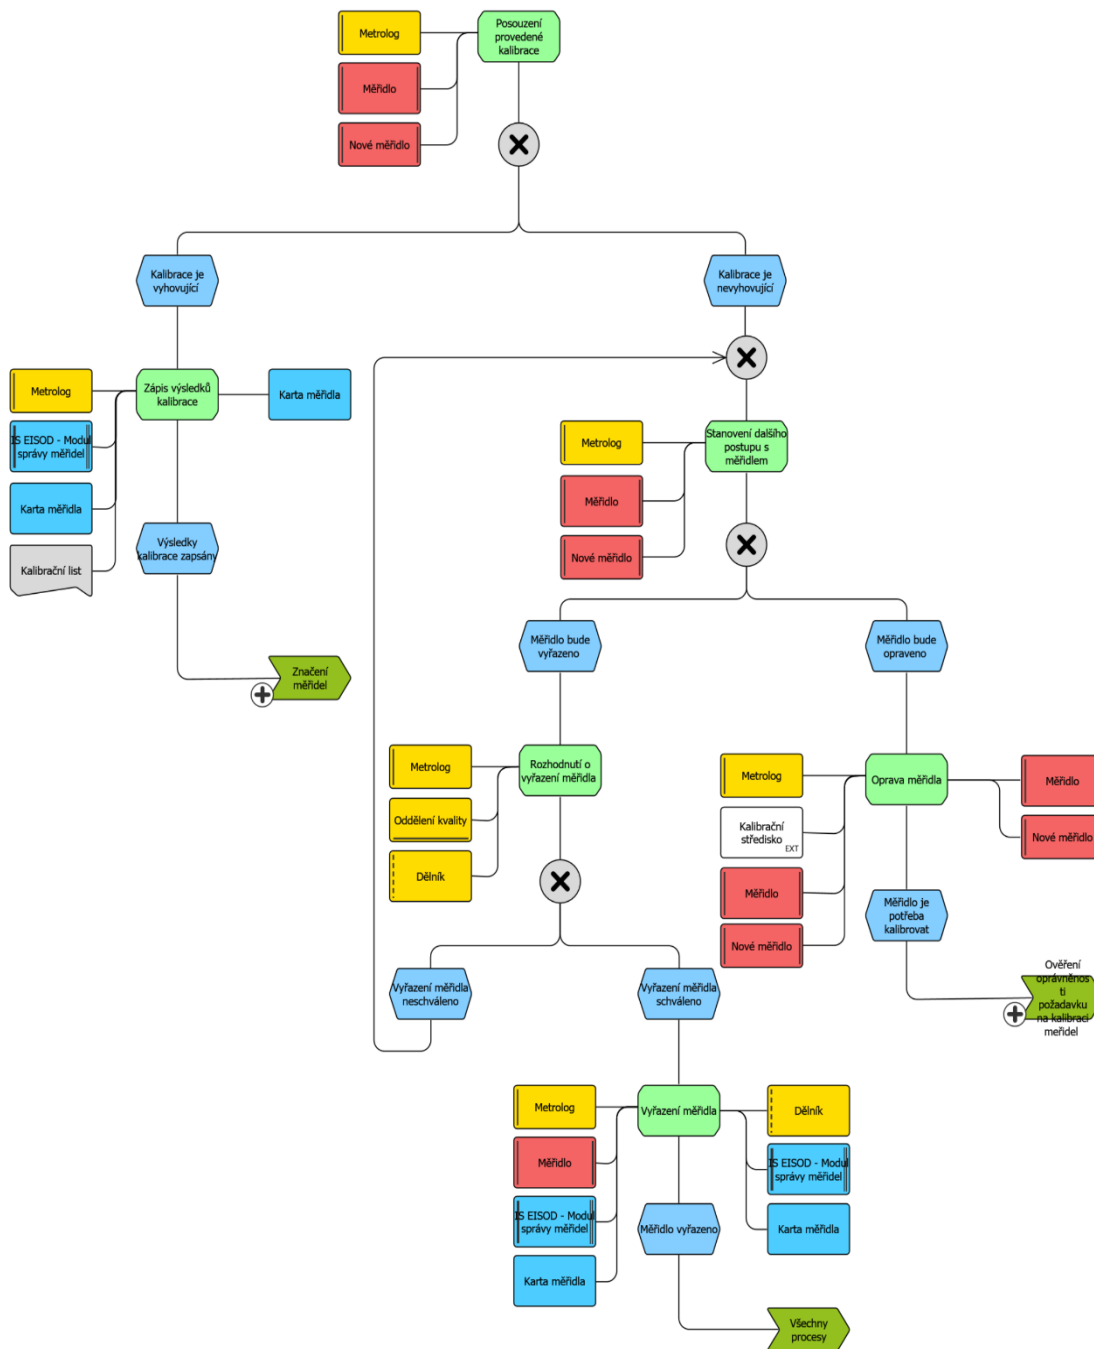 Metrolog
Posouzení
provedené
kalibrace
Měřidlo
Nové měřidlo
Kalibrace je
vyhovující
Kalibrace je
nevyhovující
Metrolog
Zápis výsledků
kalibrace
Karta měřidla
IS EISOD - Modul
správy měřidel
Karta měřidla
Kalibrační list
Výsledky
kalibrace zapsány
Značení
měřidel
Metrolog
Stanovení dalšího
postupu s
měřidlem
Měřidlo
Nové měřidlo
Měřidlo bude
vyřazeno
Měřidlo bude
opraveno
Metrolog
Rozhodnutí o
vyřazení měřidla
Oddělení kvality
Dělník
Metrolog
Oprava měřidla
Měřidlo
Kalibrační
středisko
EXT
Nové měřidlo
Měřidlo
Nové měřidlo
Měřidlo je
potřeba
kalibrovat
Vyřazení měřidla
neschváleno
Vyřazení měřidla
schváleno
Ověření
oprávněnos
ti
požadavku
na kalibraci
meřidel
Metrolog
Vyřazení měřidla
Dělník
Měřidlo
IS EISOD - Modul
správy měřidel
IS EISOD - Modul
správy měřidel
Měřidlo vyřazeno
Karta měřidla
Karta měřidla
Všechny
procesy